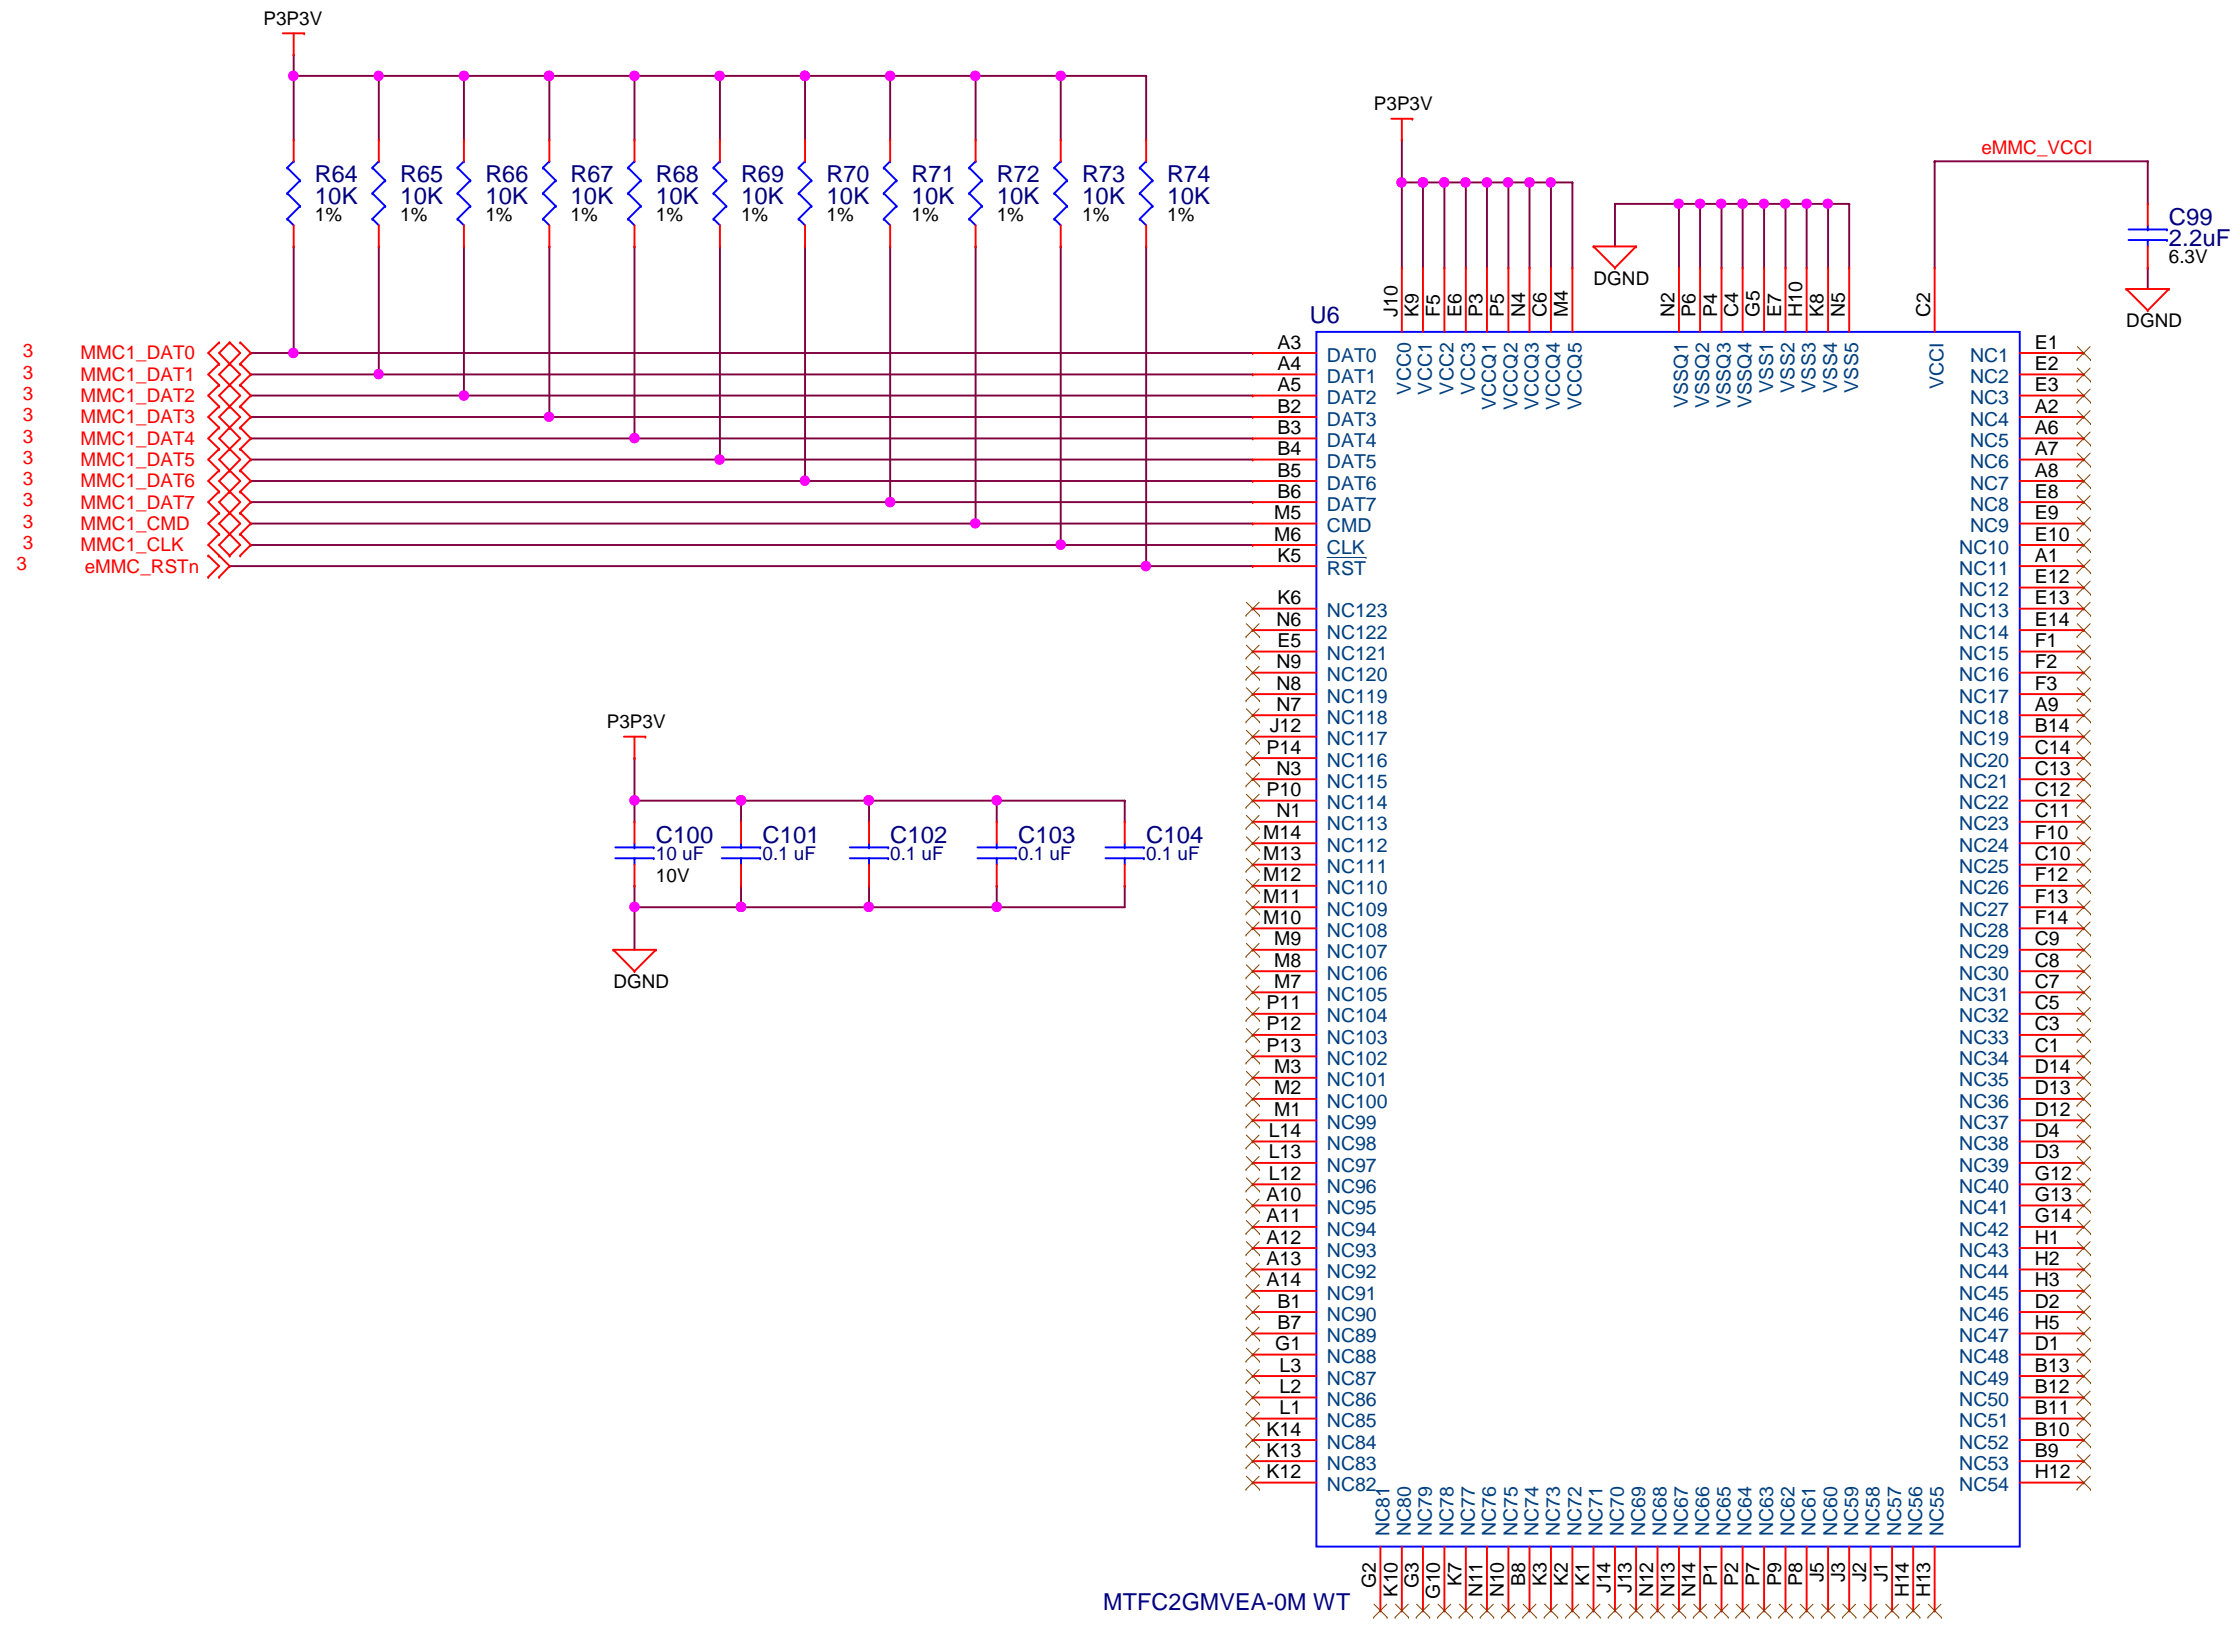 P3P3V
R64
10K
1%
R65
10K
1%
R66
10K
1%
R67
10K
1%
R68
10K
1%
R69
10K
1%
R70
10K
1%
R71
10K
1%
R72
10K
1%
R73
10K
1%
R74
10K
1%
P3P3V
DGND
eMMC_VCCI
C99
2.2uF
6.3V
DGND
U6
J10 K9 F5 E6 P3 P5 N4 C6 M4
N2 P6 P4 C4 G5 E7 H10 K8 N5
C2
VCC0 VCC1 VCC2 VCC3 VCCQ1 VCCQ2 VCCQ3 VCCQ4 VCCQ5
VSSQ1 VSSQ2 VSSQ3 VSSQ4 VSS1 VSS2 VSS3 VSS4 VSS5
VCCI
3 MMC1_DAT0 A3 DAT0
3 MMC1_DAT1 A4 DAT1
3 MMC1_DAT2 A5 DAT2
3 MMC1_DAT3 B2 DAT3
3 MMC1_DAT4 B3 DAT4
3 MMC1_DAT5 B4 DAT5
3 MMC1_DAT6 B5 DAT6
3 MMC1_DAT7 B6 DAT7
3 MMC1_CMD M5 CMD
3 MMC1_CLK M6 CLK
3 eMMC_RSTn K5 RST
K6 NC123
N6 NC122
E5 NC121
N9 NC120
N8 NC119
N7 NC118
J12 NC117
P14 NC116
N3 NC115
P10 NC114
N1 NC113
M14 NC112
M13 NC111
M12 NC110
M11 NC109
M10 NC108
M9 NC107
M8 NC106
M7 NC105
P11 NC104
P12 NC103
P13 NC102
M3 NC101
M2 NC100
M1 NC99
L14 NC98
L13 NC97
L12 NC96
A10 NC95
A11 NC94
A12 NC93
A13 NC92
A14 NC91
B1 NC90
B7 NC89
G1 NC88
L3 NC87
L2 NC86
L1 NC85
K14 NC84
K13 NC83
K12 NC82
NC1 E1
NC2 E2
NC3 E3
NC4 A2
NC5 A6
NC6 A7
NC7 A8
NC8 E8
NC9 E9
NC10 E10
NC11 A1
NC12 E12
NC13 E13
NC14 E14
NC15 F1
NC16 F2
NC17 F3
NC18 A9
NC19 B14
NC20 C14
NC21 C13
NC22 C12
NC23 C11
NC24 F10
NC25 C10
NC26 F12
NC27 F13
NC28 F14
NC29 C9
NC30 C8
NC31 C7
NC32 C5
NC33 C3
NC34 C1
NC35 D14
NC36 D13
NC37 D12
NC38 D4
NC39 D3
NC40 G12
NC41 G13
NC42 G14
NC43 H1
NC44 H2
NC45 H3
NC46 D2
NC47 H5
NC48 D1
NC49 B13
NC50 B12
NC51 B11
NC52 B10
NC53 B9
NC54 H12
NC81 NC80 NC79 NC78 NC77 NC76 NC75 NC74 NC73 NC72 NC71 NC70 NC69 NC68 NC67 NC66 NC65 NC64 NC63 NC62 NC61 NC60 NC59 NC58 NC57 NC56 NC55
G2 K10 G3 G10 K7 N11 N10 B8 K3 K2 K1 J14 J13 N12 N13 N14 P1 P2 P7 P9 P8 J5 J3 J2 J1 H14 H13
P3P3V
C100
10 uF
10V
C101
0.1 uF
C102
0.1 uF
C103
0.1 uF
C104
0.1 uF
DGND
MTFC2GMVEA-0M WT